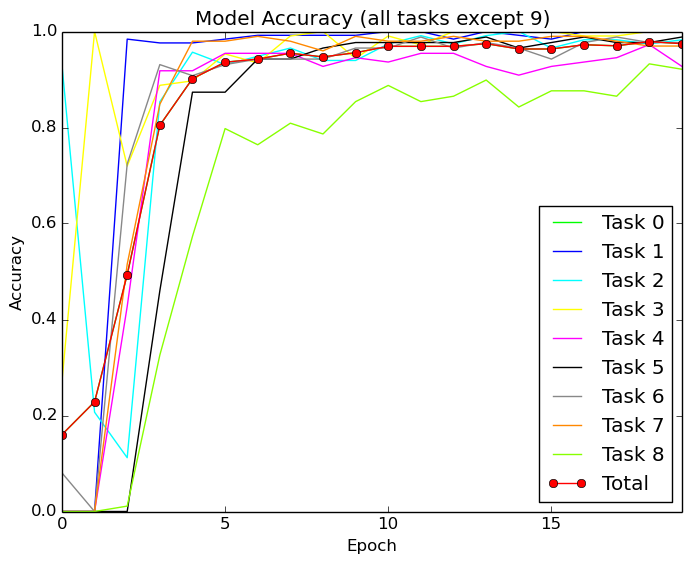 Model Accuracy (all tasks except 9)
1.0
0.8
0.6
0.4
0.2
0.0
Accuracy
0
5
10
15
Epoch
Task 0
Task 1
Task 2
Task 3
Task 4
Task 5
Task 6
Task 7
Task 8
Total